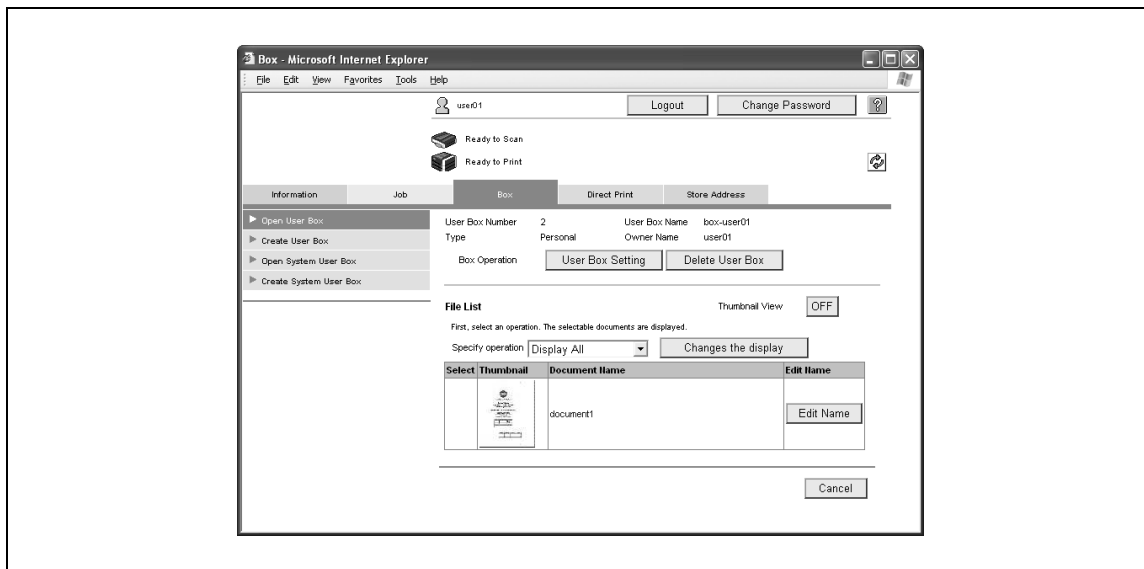 Box - Microsoft Internet Explorer
File Edit View Favorites Tools Help
user01 Logout Change Password ?
Ready to Scan
Ready to Print
Information Job Box Direct Print Store Address
Open User Box
Create User Box
Open System User Box
Create System User Box
User Box Number 2 User Box Name box-user01
Type Personal Owner Name user01
Box Operation User Box Setting Delete User Box
File List Thumbnail View OFF
First, select an operation. The selectable documents are displayed.
Specify operation Display All Changes the display
Select Thumbnail Document Name Edit Name
document1 Edit Name
Cancel